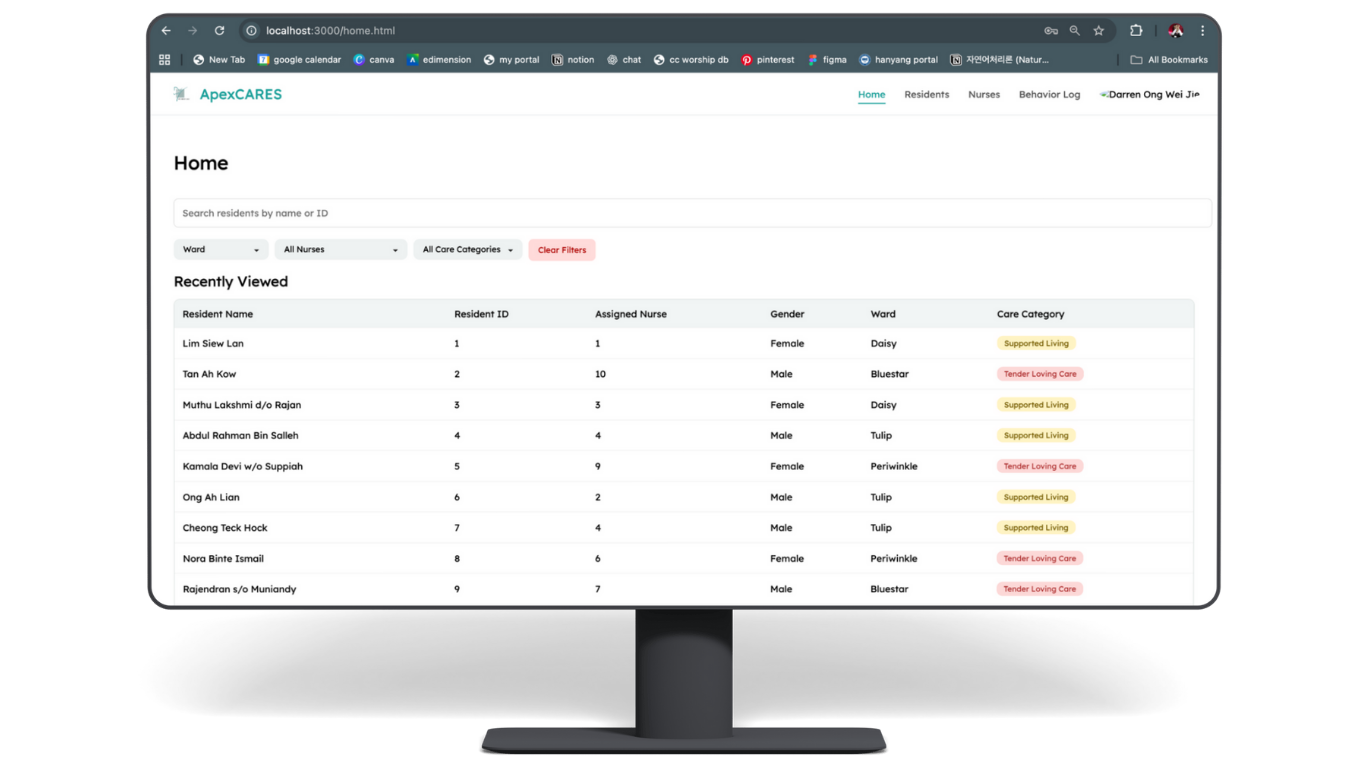 localhost:3000/home.html
New Tab google calendar canva edimension my portal notion chat cc worship db pinterest figma hanyang portal 자연어처리론 (Natur... All Bookmarks
ApexCARES Home Residents Nurses Behavior Log Darren Ong Wei Jie
Home
Search residents by name or ID
Ward All Nurses All Care Categories Clear Filters
Recently Viewed
Resident Name Resident ID Assigned Nurse Gender Ward Care Category
Lim Siew Lan 1 1 Female Daisy Supported Living
Tan Ah Kow 2 10 Male Bluestar Tender Loving Care
Muthu Lakshmi d/o Rajan 3 3 Female Daisy Supported Living
Abdul Rahman Bin Salleh 4 4 Male Tulip Supported Living
Kamala Devi w/o Suppiah 5 9 Female Periwinkle Tender Loving Care
Ong Ah Lian 6 2 Male Tulip Supported Living
Cheong Teck Hock 7 4 Male Tulip Supported Living
Nora Binte Ismail 8 6 Female Periwinkle Tender Loving Care
Rajendran s/o Muniandy 9 7 Male Bluestar Tender Loving Care